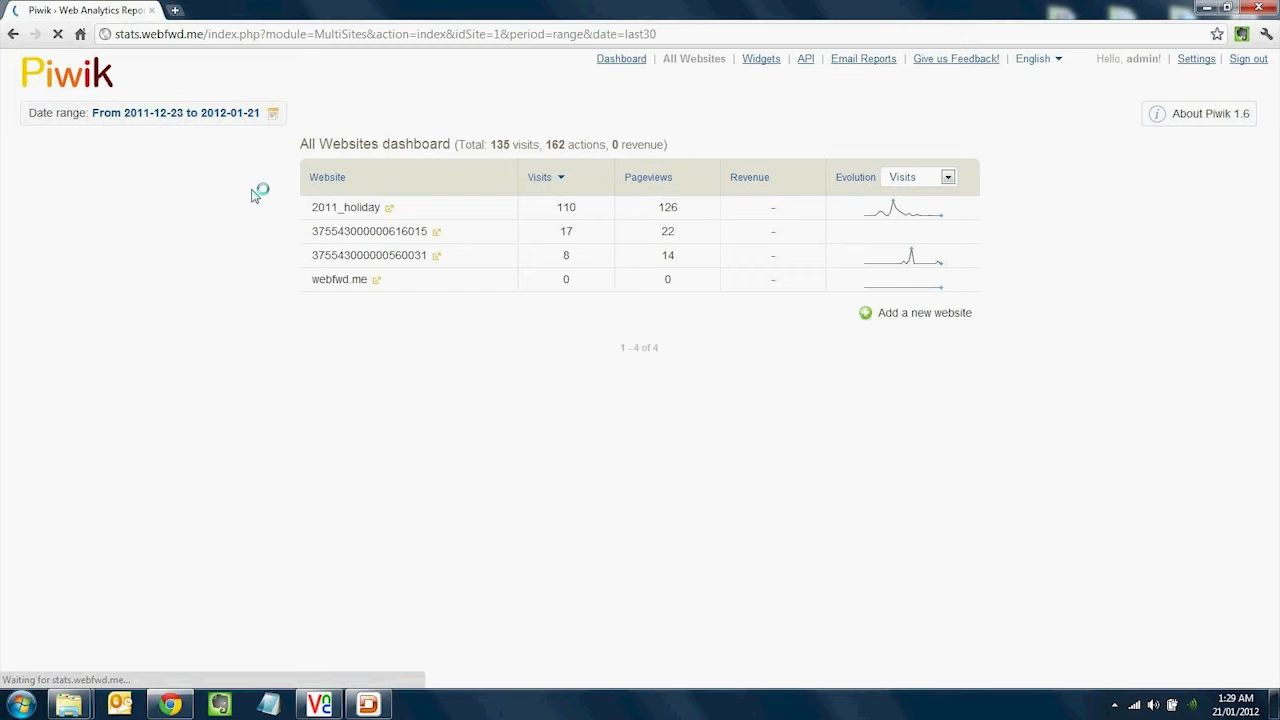 Piwik › Web Analytics Repo
stats.webfwd.me/index.php?module=MultiSites&action=index&idSite=1&period=range&date=last30
Dashboard | All Websites | Widgets | API | Email Reports | Give us Feedback! | English Hello, admin! | Settings | Sign out
Piwik
Date range: From 2011-12-23 to 2012-01-21
About Piwik 1.6
All Websites dashboard (Total: 135 visits, 162 actions, 0 revenue)
Website Visits Pageviews Revenue Evolution Visits
2011_holiday 110 126 -
375543000000616015 17 22 -
375543000000560031 8 14 -
webfwd.me 0 0 -
Add a new website
1 - 4 of 4
Waiting for stats.webfwd.me...
1:29 AM
21/01/2012